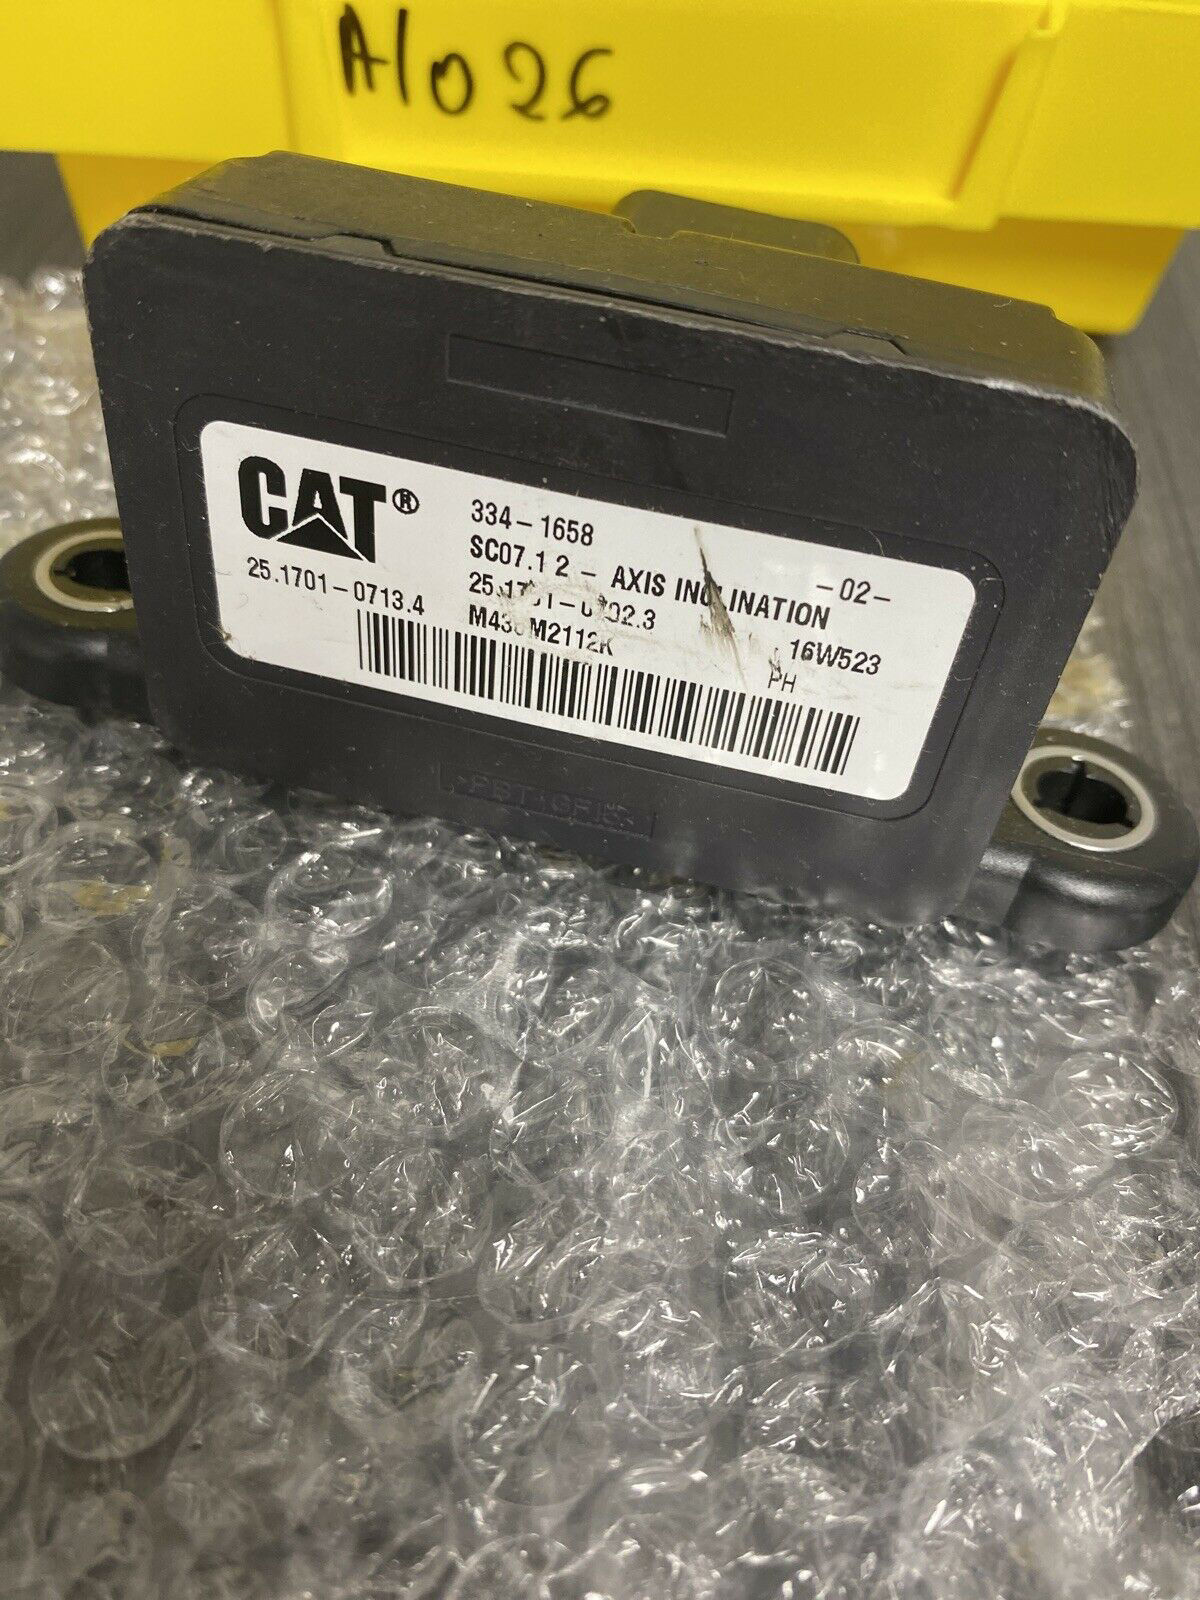 A1026
CAT®
334-1658 -02-
SC07.1 2 - AXIS INCLINATION
25.1701-0713.4
16W523
PH